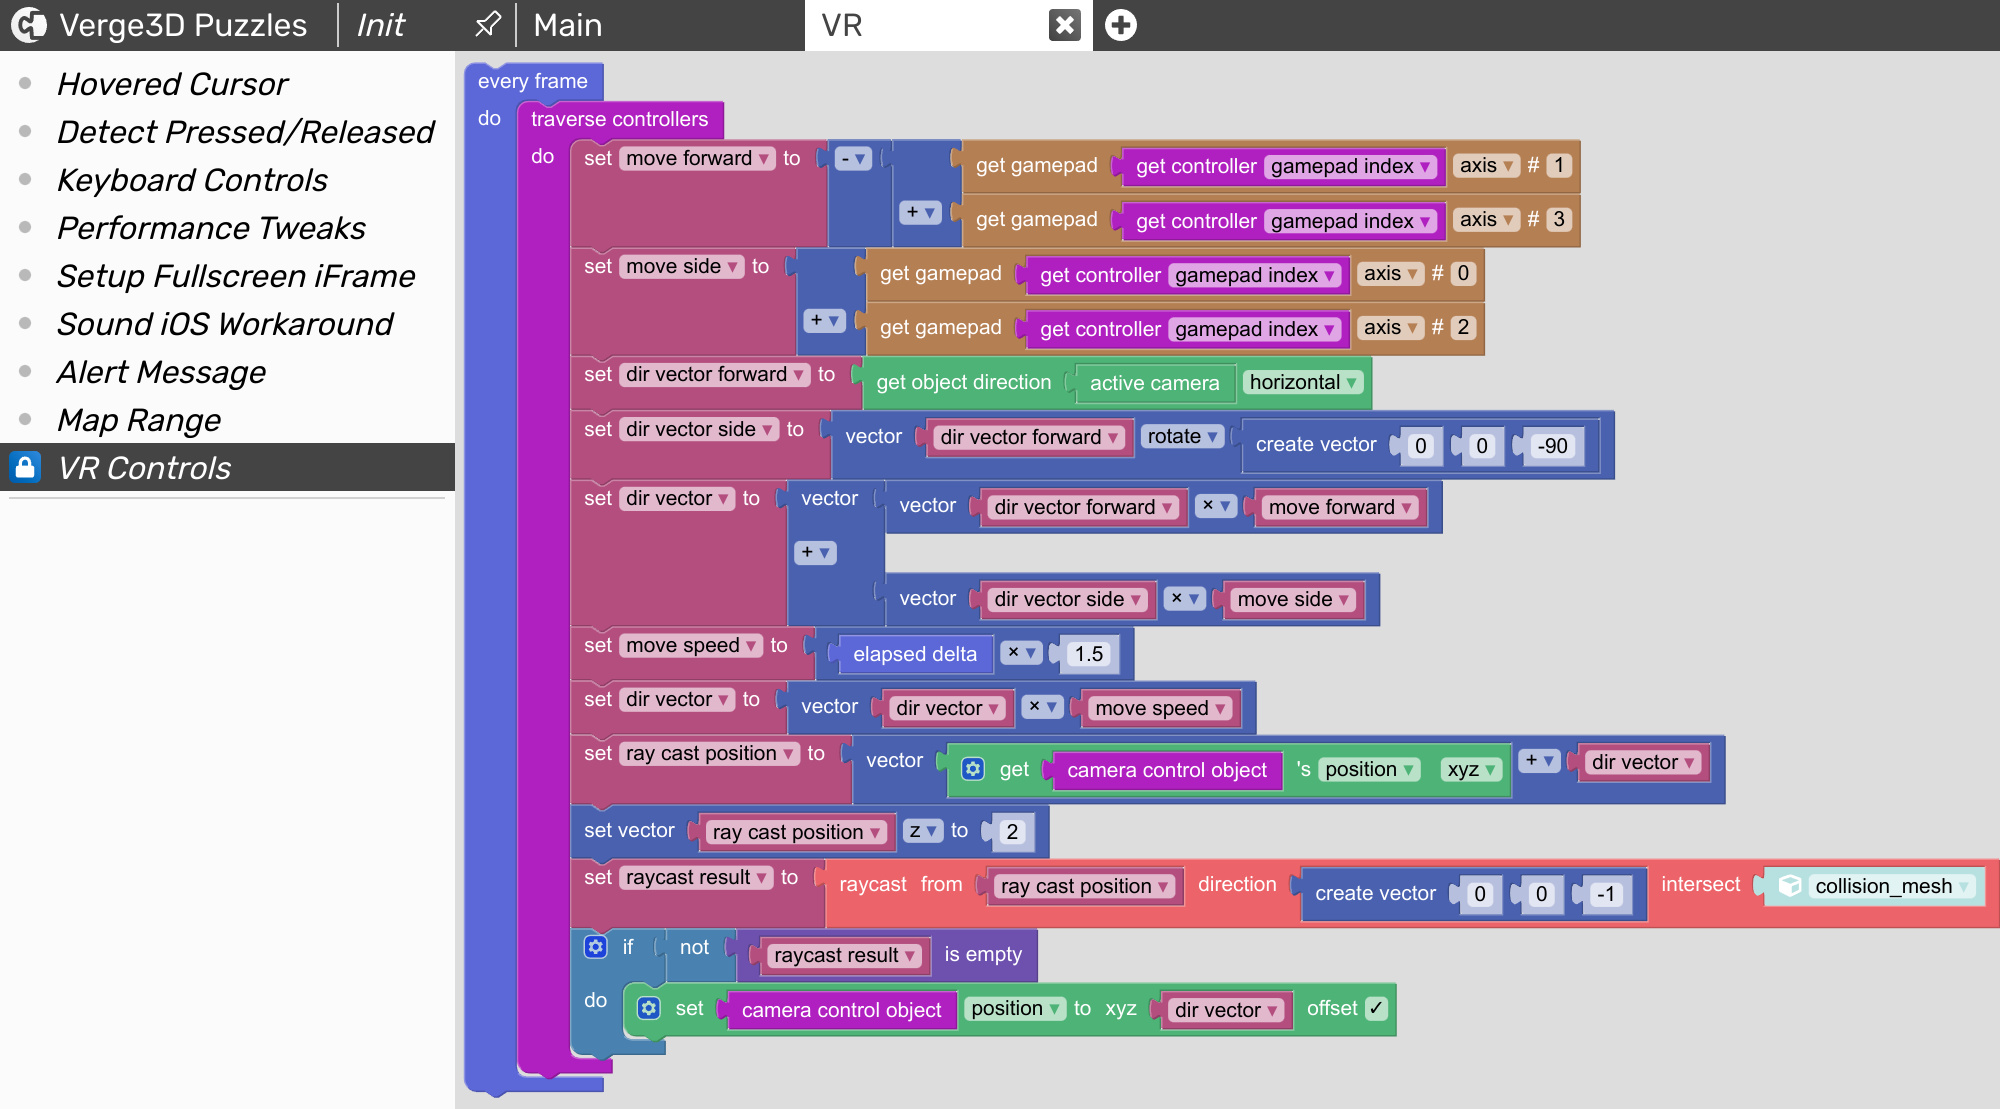 Verge3D Puzzles Init Main VR
Hovered Cursor
Detect Pressed/Released
Keyboard Controls
Performance Tweaks
Setup Fullscreen iFrame
Sound iOS Workaround
Alert Message
Map Range
VR Controls
every frame
do traverse controllers
do set move forward ▾ to - ▾ get gamepad get controller gamepad index ▾ axis ▾ # 1
+ ▾ get gamepad get controller gamepad index ▾ axis ▾ # 3
set move side ▾ to get gamepad get controller gamepad index ▾ axis ▾ # 0
+ ▾ get gamepad get controller gamepad index ▾ axis ▾ # 2
set dir vector forward ▾ to get object direction active camera horizontal ▾
set dir vector side ▾ to vector dir vector forward ▾ rotate ▾ create vector 0 0 -90
set dir vector ▾ to vector vector dir vector forward ▾ × ▾ move forward ▾
+ ▾
vector dir vector side ▾ × ▾ move side ▾
set move speed ▾ to elapsed delta × ▾ 1.5
set dir vector ▾ to vector dir vector ▾ × ▾ move speed ▾
set ray cast position ▾ to vector get camera control object 's position ▾ xyz ▾ + ▾ dir vector ▾
set vector ray cast position ▾ z ▾ to 2
set raycast result ▾ to raycast from ray cast position ▾ direction create vector 0 0 -1 intersect collision_mesh ▾
if not raycast result ▾ is empty
do set camera control object position ▾ to xyz dir vector ▾ offset ✓